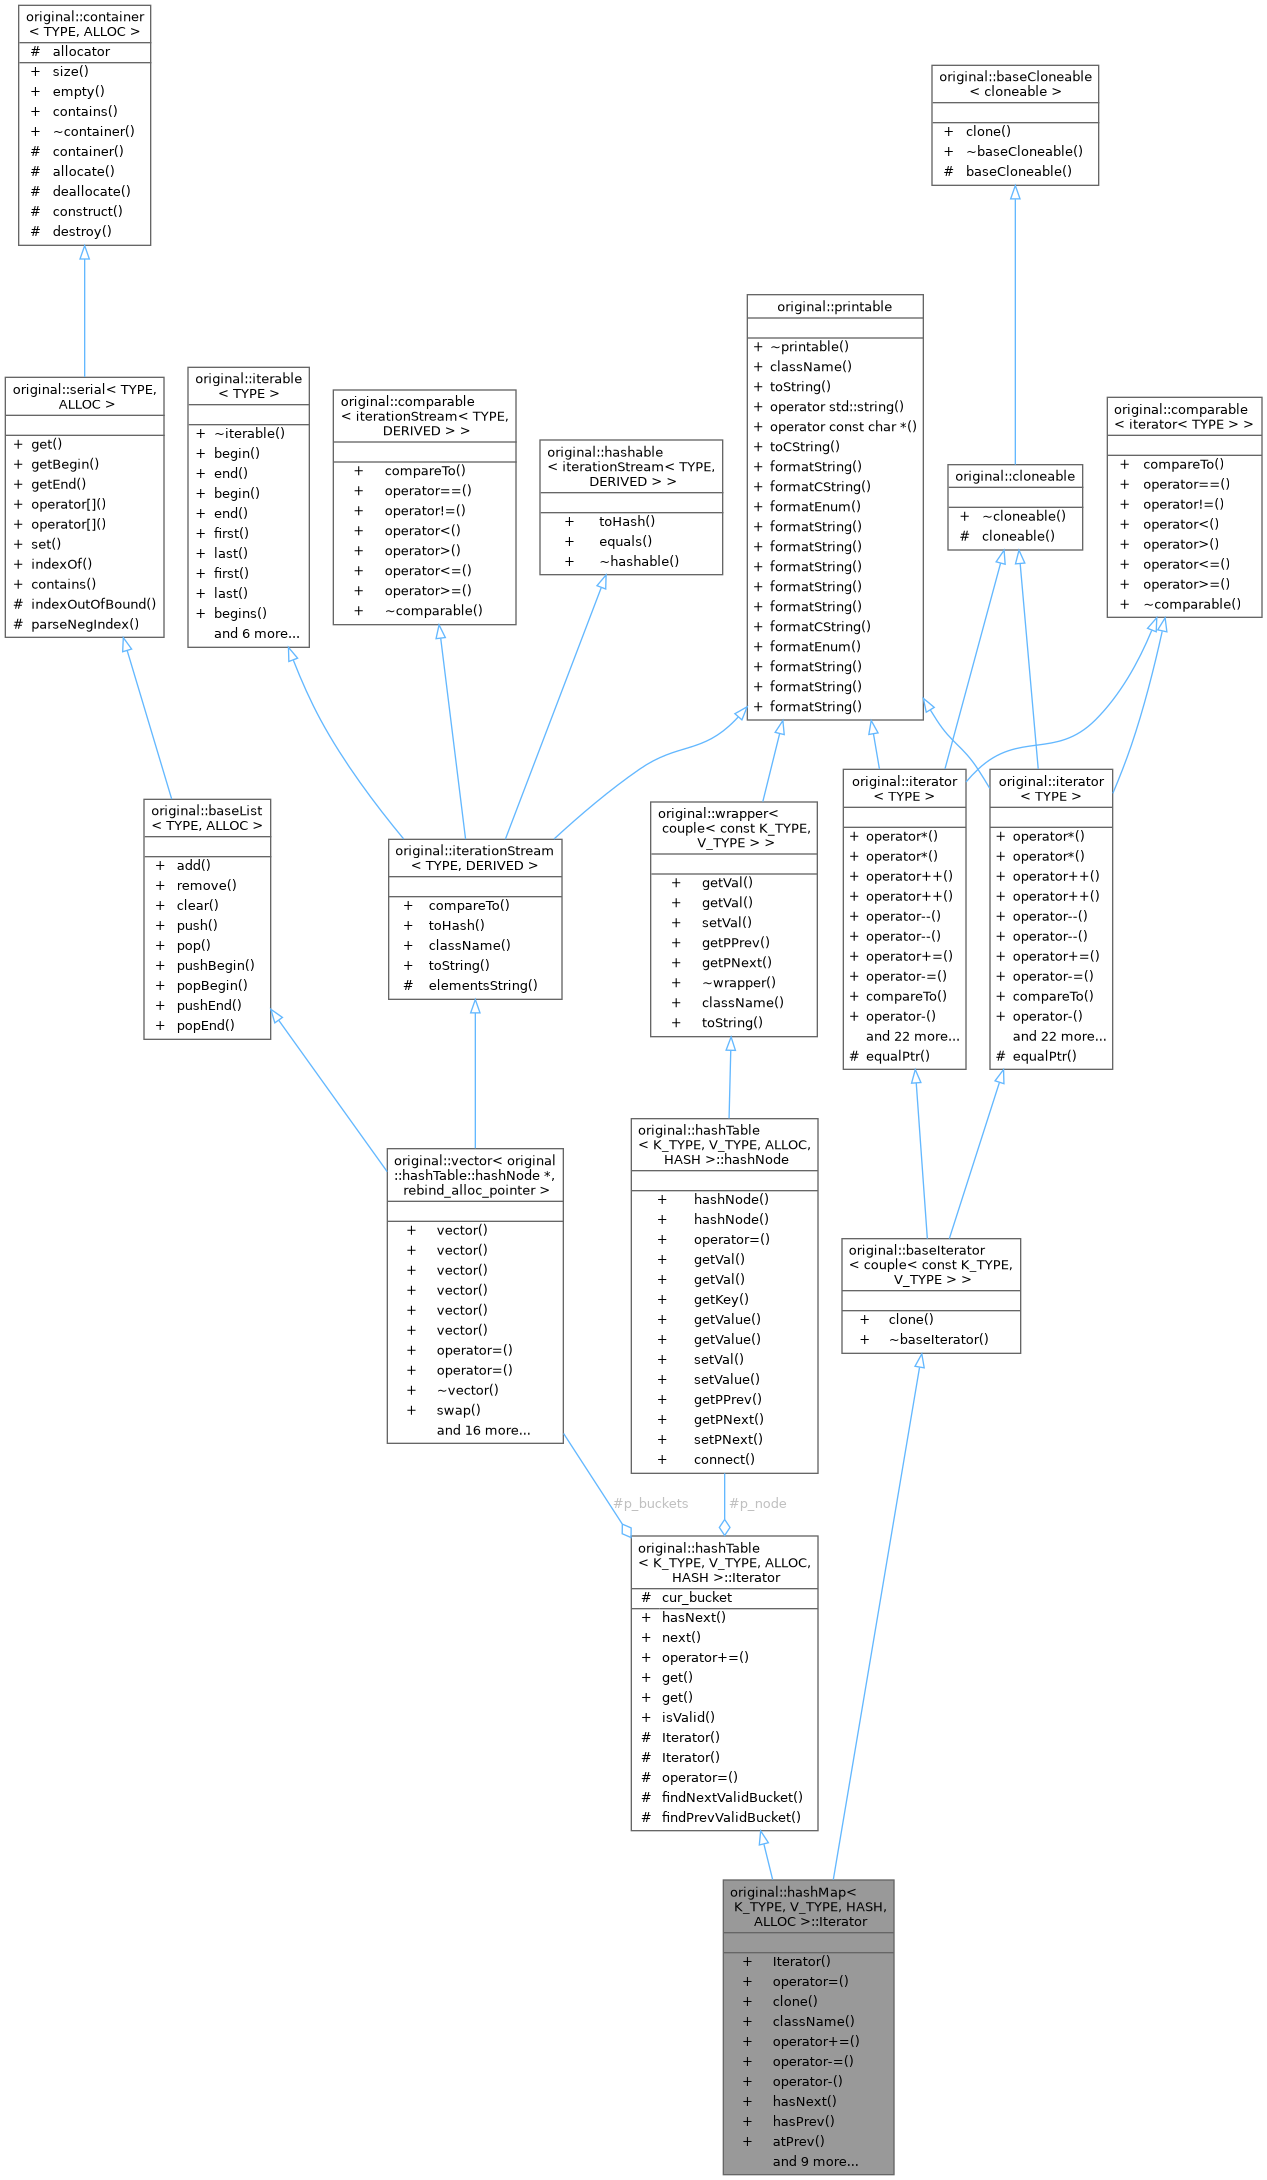 original::container
< TYPE, ALLOC >
# allocator
+ size()
+ empty()
+ contains()
+ ~container()
# container()
# allocate()
# deallocate()
# construct()
# destroy()
original::baseCloneable
< cloneable >
+ clone()
+ ~baseCloneable()
# baseCloneable()
original::serial< TYPE,
ALLOC >
+ get()
+ getBegin()
+ getEnd()
+ operator[]()
+ operator[]()
+ set()
+ indexOf()
+ contains()
# indexOutOfBound()
# parseNegIndex()
original::iterable
< TYPE >
+ ~iterable()
+ begin()
+ end()
+ begin()
+ end()
+ first()
+ last()
+ first()
+ last()
+ begins()
and 6 more...
original::comparable
< iterationStream< TYPE,
DERIVED > >
+ compareTo()
+ operator==()
+ operator!=()
+ operator<()
+ operator>()
+ operator<=()
+ operator>=()
+ ~comparable()
original::hashable
< iterationStream< TYPE,
DERIVED > >
+ toHash()
+ equals()
+ ~hashable()
original::printable
+ ~printable()
+ className()
+ toString()
+ operator std::string()
+ operator const char *()
+ toCString()
+ formatString()
+ formatCString()
+ formatEnum()
+ formatString()
+ formatString()
+ formatString()
+ formatString()
+ formatString()
+ formatCString()
+ formatEnum()
+ formatString()
+ formatString()
+ formatString()
original::cloneable
+ ~cloneable()
# cloneable()
original::comparable
< iterator< TYPE > >
+ compareTo()
+ operator==()
+ operator!=()
+ operator<()
+ operator>()
+ operator<=()
+ operator>=()
+ ~comparable()
original::baseList
< TYPE, ALLOC >
+ add()
+ remove()
+ clear()
+ push()
+ pop()
+ pushBegin()
+ popBegin()
+ pushEnd()
+ popEnd()
original::iterationStream
< TYPE, DERIVED >
+ compareTo()
+ toHash()
+ className()
+ toString()
# elementsString()
original::wrapper<
couple< const K_TYPE,
V_TYPE > >
+ getVal()
+ getVal()
+ setVal()
+ getPPrev()
+ getPNext()
+ ~wrapper()
+ className()
+ toString()
original::iterator
< TYPE >
+ operator*()
+ operator*()
+ operator++()
+ operator++()
+ operator--()
+ operator--()
+ operator+=()
+ operator-=()
+ compareTo()
+ operator-()
and 22 more...
# equalPtr()
original::iterator
< TYPE >
+ operator*()
+ operator*()
+ operator++()
+ operator++()
+ operator--()
+ operator--()
+ operator+=()
+ operator-=()
+ compareTo()
+ operator-()
and 22 more...
# equalPtr()
original::vector< original
::hashTable::hashNode *,
rebind_alloc_pointer >
+ vector()
+ vector()
+ vector()
+ vector()
+ vector()
+ vector()
+ operator=()
+ operator=()
+ ~vector()
+ swap()
and 16 more...
original::hashTable
< K_TYPE, V_TYPE, ALLOC,
HASH >::hashNode
+ hashNode()
+ hashNode()
+ operator=()
+ getVal()
+ getVal()
+ getKey()
+ getValue()
+ getValue()
+ setVal()
+ setValue()
+ getPPrev()
+ getPNext()
+ setPNext()
+ connect()
original::baseIterator
< couple< const K_TYPE,
V_TYPE > >
+ clone()
+ ~baseIterator()
#p_buckets
#p_node
original::hashTable
< K_TYPE, V_TYPE, ALLOC,
HASH >::Iterator
# cur_bucket
+ hasNext()
+ next()
+ operator+=()
+ get()
+ get()
+ isValid()
# Iterator()
# Iterator()
# operator=()
# findNextValidBucket()
# findPrevValidBucket()
original::hashMap<
K_TYPE, V_TYPE, HASH,
ALLOC >::Iterator
+ Iterator()
+ operator=()
+ clone()
+ className()
+ operator+=()
+ operator-=()
+ operator-()
+ hasNext()
+ hasPrev()
+ atPrev()
and 9 more...